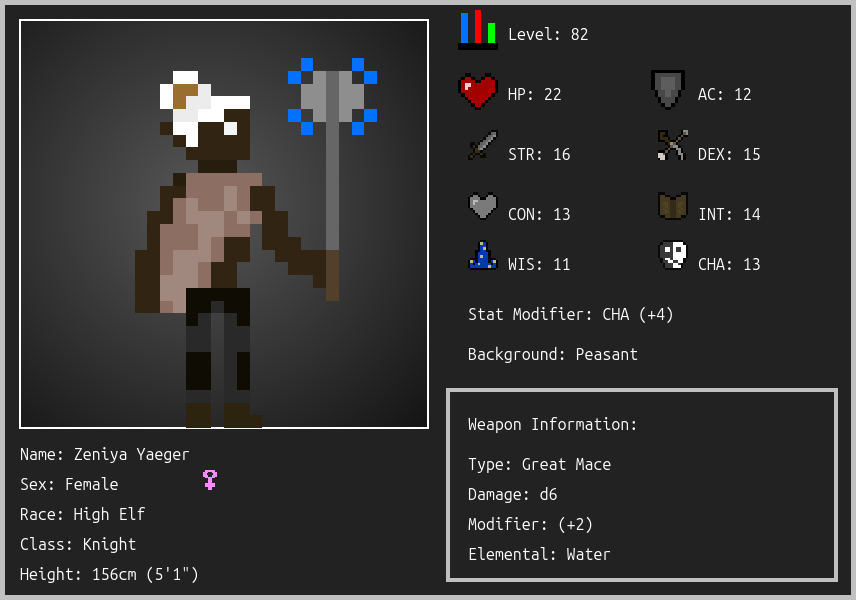 Level: 82
HP: 22
AC: 12
STR: 16
DEX: 15
CON: 13
INT: 14
WIS: 11
CHA: 13
Stat Modifier: CHA (+4)
Background: Peasant
Weapon Information:
Type: Great Mace
Damage: d6
Modifier: (+2)
Elemental: Water
Name: Zeniya Yaeger
Sex: Female
Race: High Elf
Class: Knight
Height: 156cm (5'1")